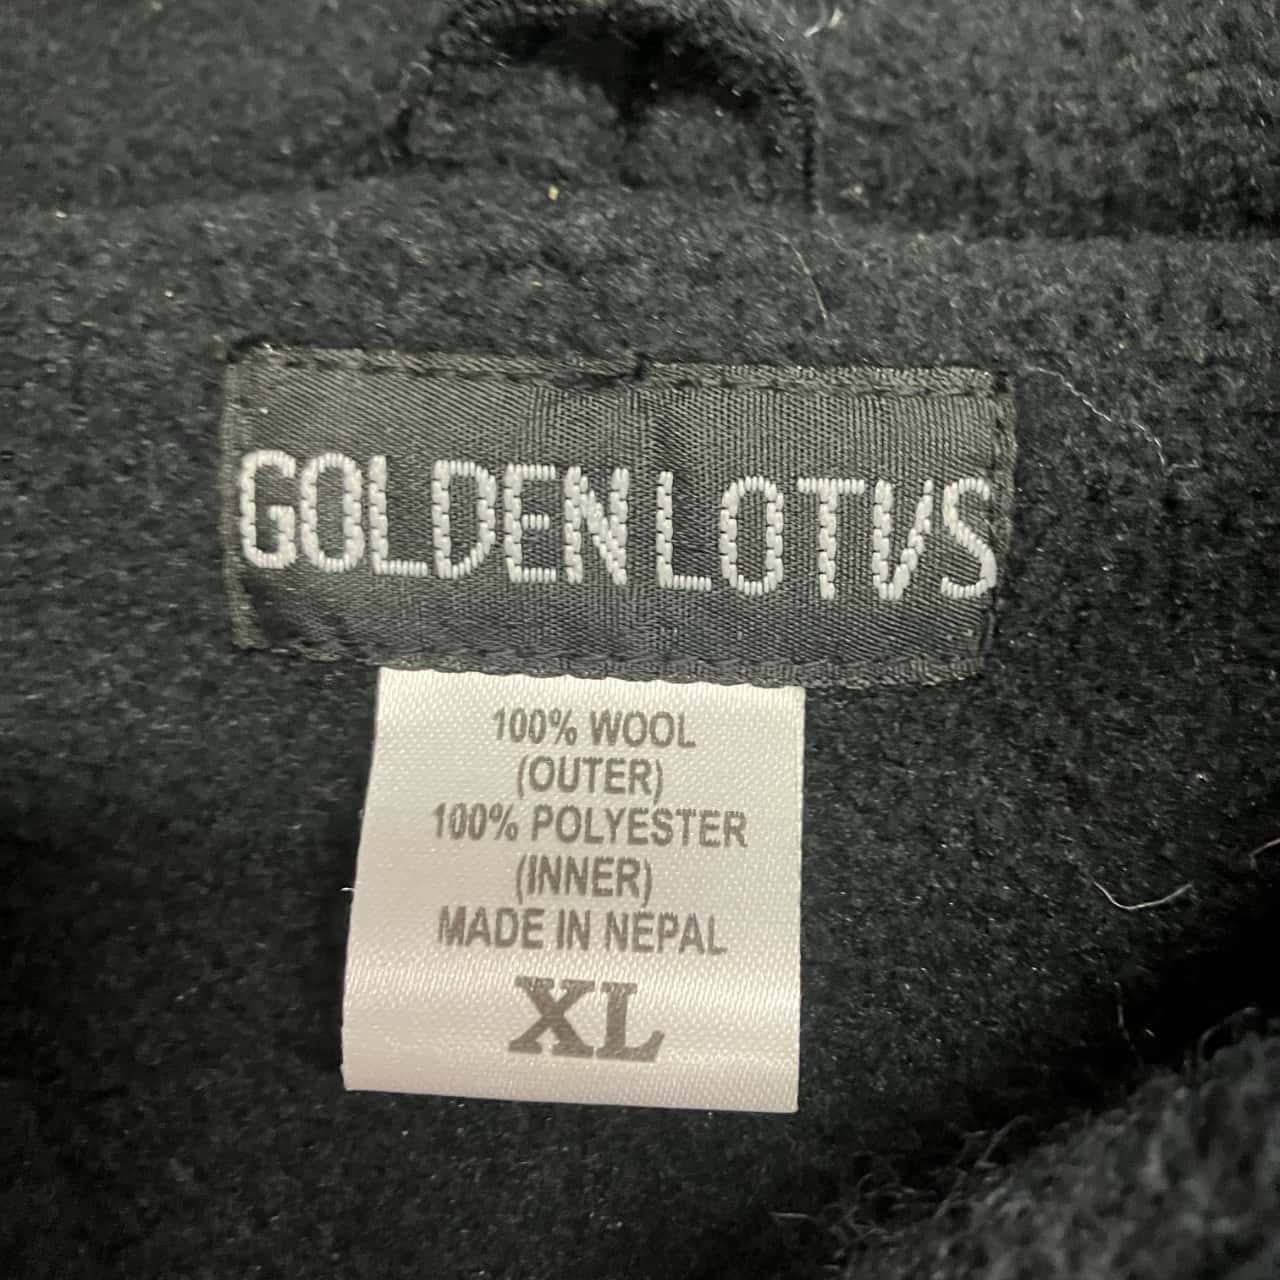 GOLDEN LOTVS
100% WOOL
(OUTER)
100% POLYESTER
(INNER)
MADE IN NEPAL
XL